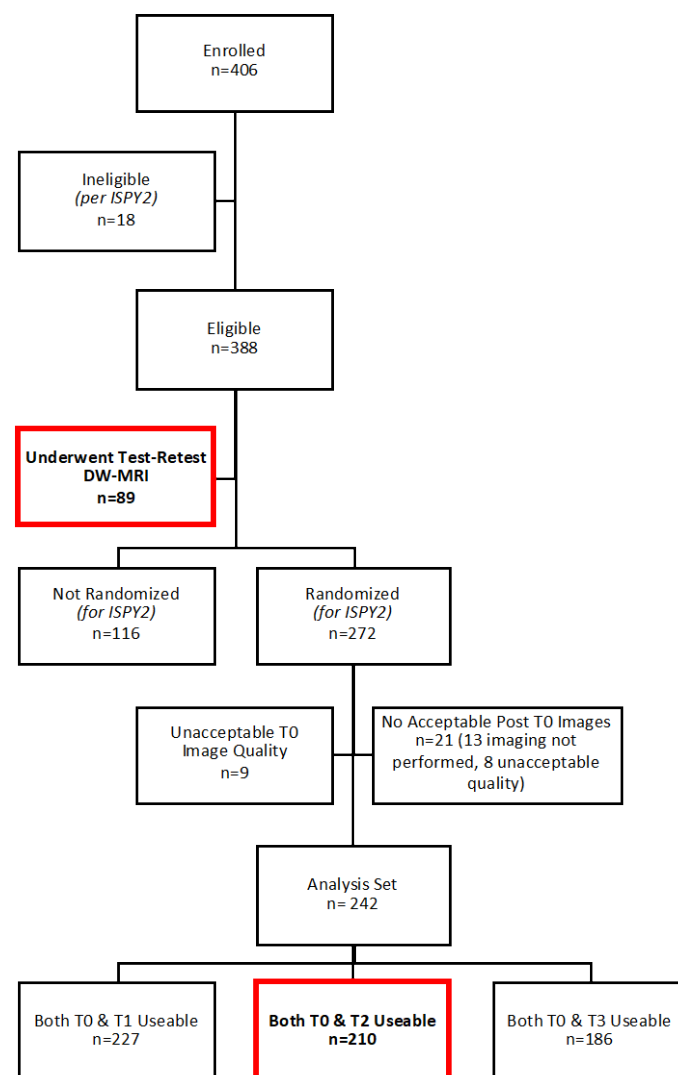 Enrolled
n=406
Ineligible
(per ISPY2)
n=18
Eligible
n=388
Underwent Test-Retest
DW-MRI
n=89
Not Randomized
(for ISPY2)
n=116
Randomized
(for ISPY2)
n=272
Unacceptable T0
Image Quality
n=9
No Acceptable Post T0 Images
n=21 (13 imaging not
performed, 8 unacceptable
quality)
Analysis Set
n= 242
Both T0 & T1 Useable
n=227
Both T0 & T2 Useable
n=210
Both T0 & T3 Useable
n=186